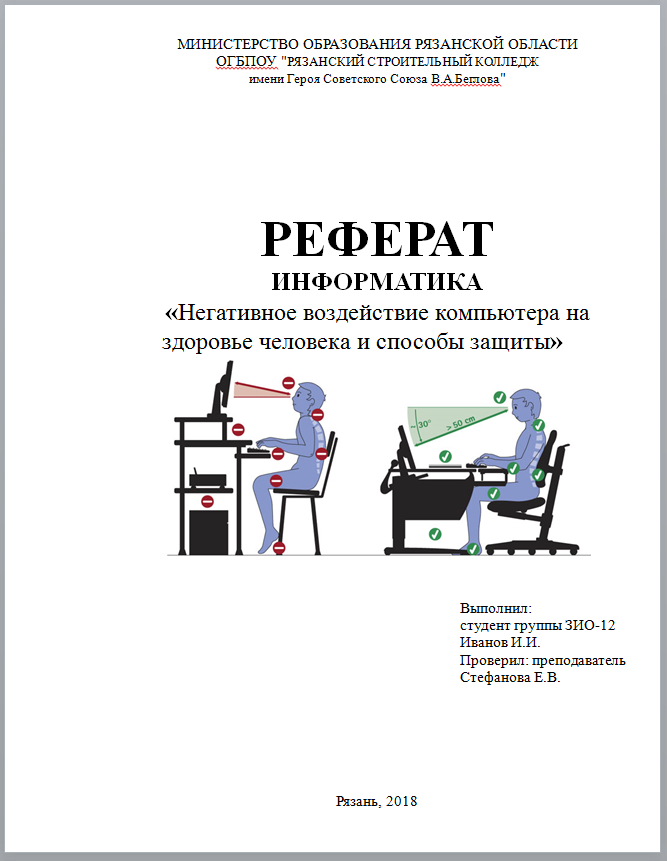 МИНИСТЕРСТВО ОБРАЗОВАНИЯ РЯЗАНСКОЙ ОБЛАСТИ
ОГБПОУ "РЯЗАНСКИЙ СТРОИТЕЛЬНЫЙ КОЛЛЕДЖ
имени Героя Советского Союза В.А.Беглова"
РЕФЕРАТ
ИНФОРМАТИКА
«Негативное воздействие компьютера на
здоровье человека и способы защиты»
~ 30°
> 50 cm
Выполнил:
студент группы ЗИО-12
Иванов И.И.
Проверил: преподаватель
Стефанова Е.В.
Рязань, 2018